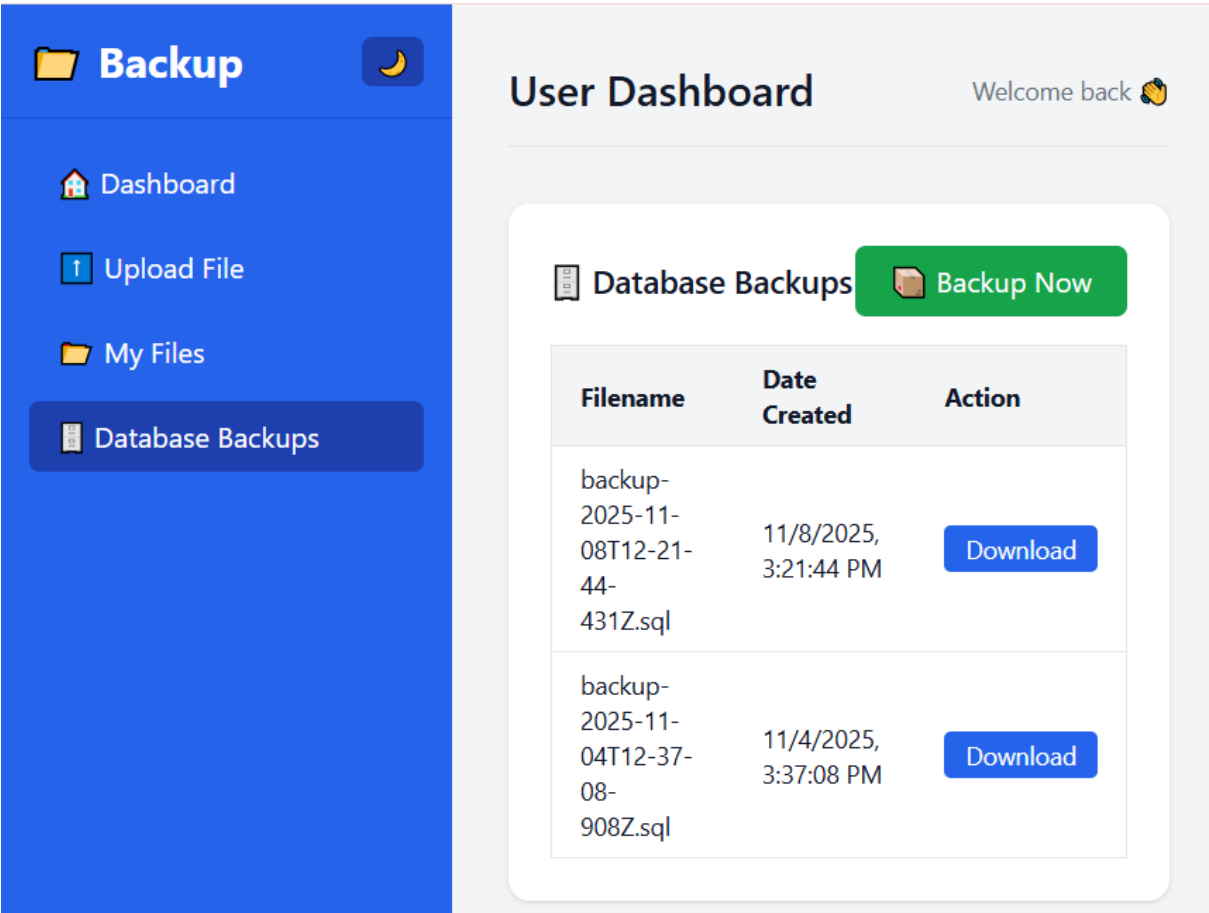 Backup
User Dashboard
Welcome back
Dashboard
Upload File
My Files
Database Backups
Database Backups
Backup Now
Filename
Date
Created
Action
backup-
2025-11-
08T12-21-
44-
431Z.sql
11/8/2025,
3:21:44 PM
Download
backup-
2025-11-
04T12-37-
08-
908Z.sql
11/4/2025,
3:37:08 PM
Download